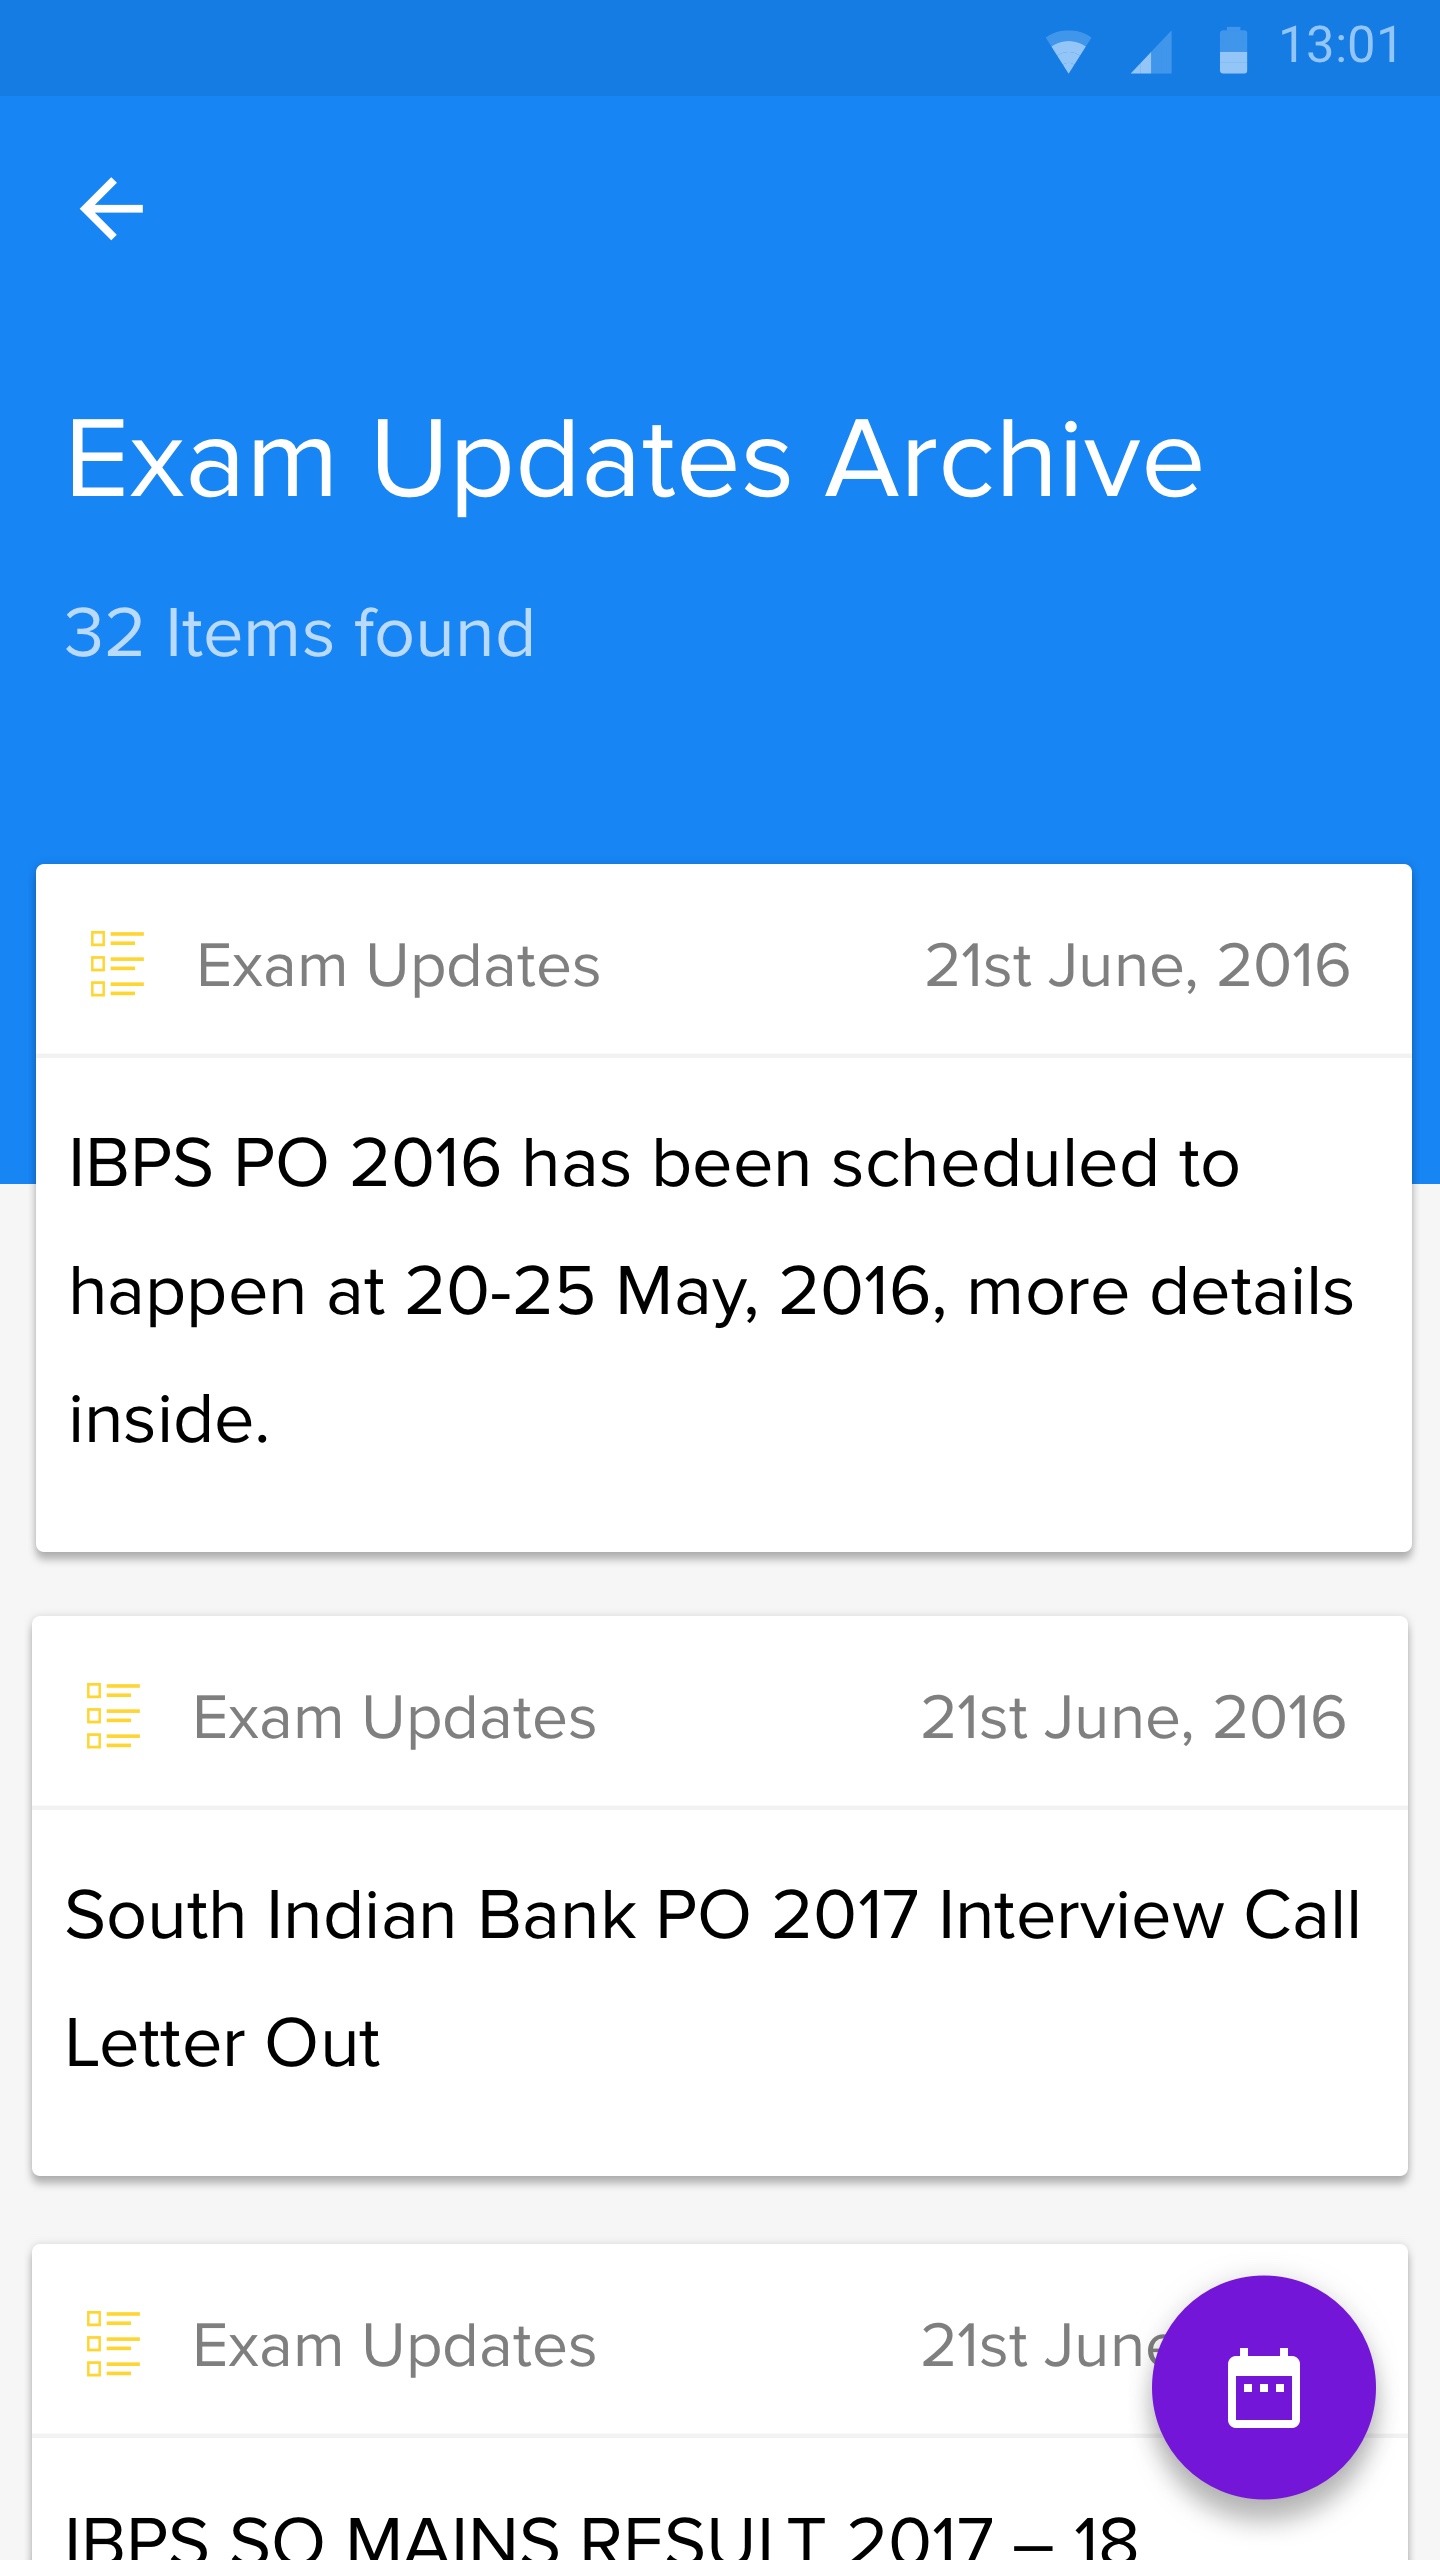 13:01
Exam Updates Archive
32 Items found
Exam Updates 21st June, 2016
IBPS PO 2016 has been scheduled to
happen at 20-25 May, 2016, more details
inside.
Exam Updates 21st June, 2016
South Indian Bank PO 2017 Interview Call
Letter Out
Exam Updates 21st June
IBPS SO MAINS RESULT 2017 – 18